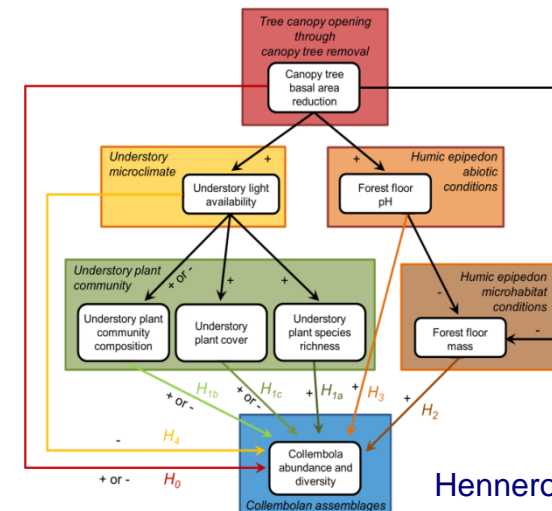 Tree canopy opening
through
canopy tree removal
Canopy tree
basal area
reduction
Understory
microclimate
+
+
Humic epipedon
abiotic
conditions
Understory light
availability
Forest floor
pH
Understory plant
community
+ or -
+
+
-
Humic epipedon
microhabitat
conditions
Understory plant
community
composition
Understory
plant cover
Understory
plant species
richness
Forest floor
mass
-
+ or -
H1b
+ or -
H1c
+
H1a
+
H3
+
H2
-
H4
+ or -
H0
Collembola
abundance and
diversity
Collembolan assemblages